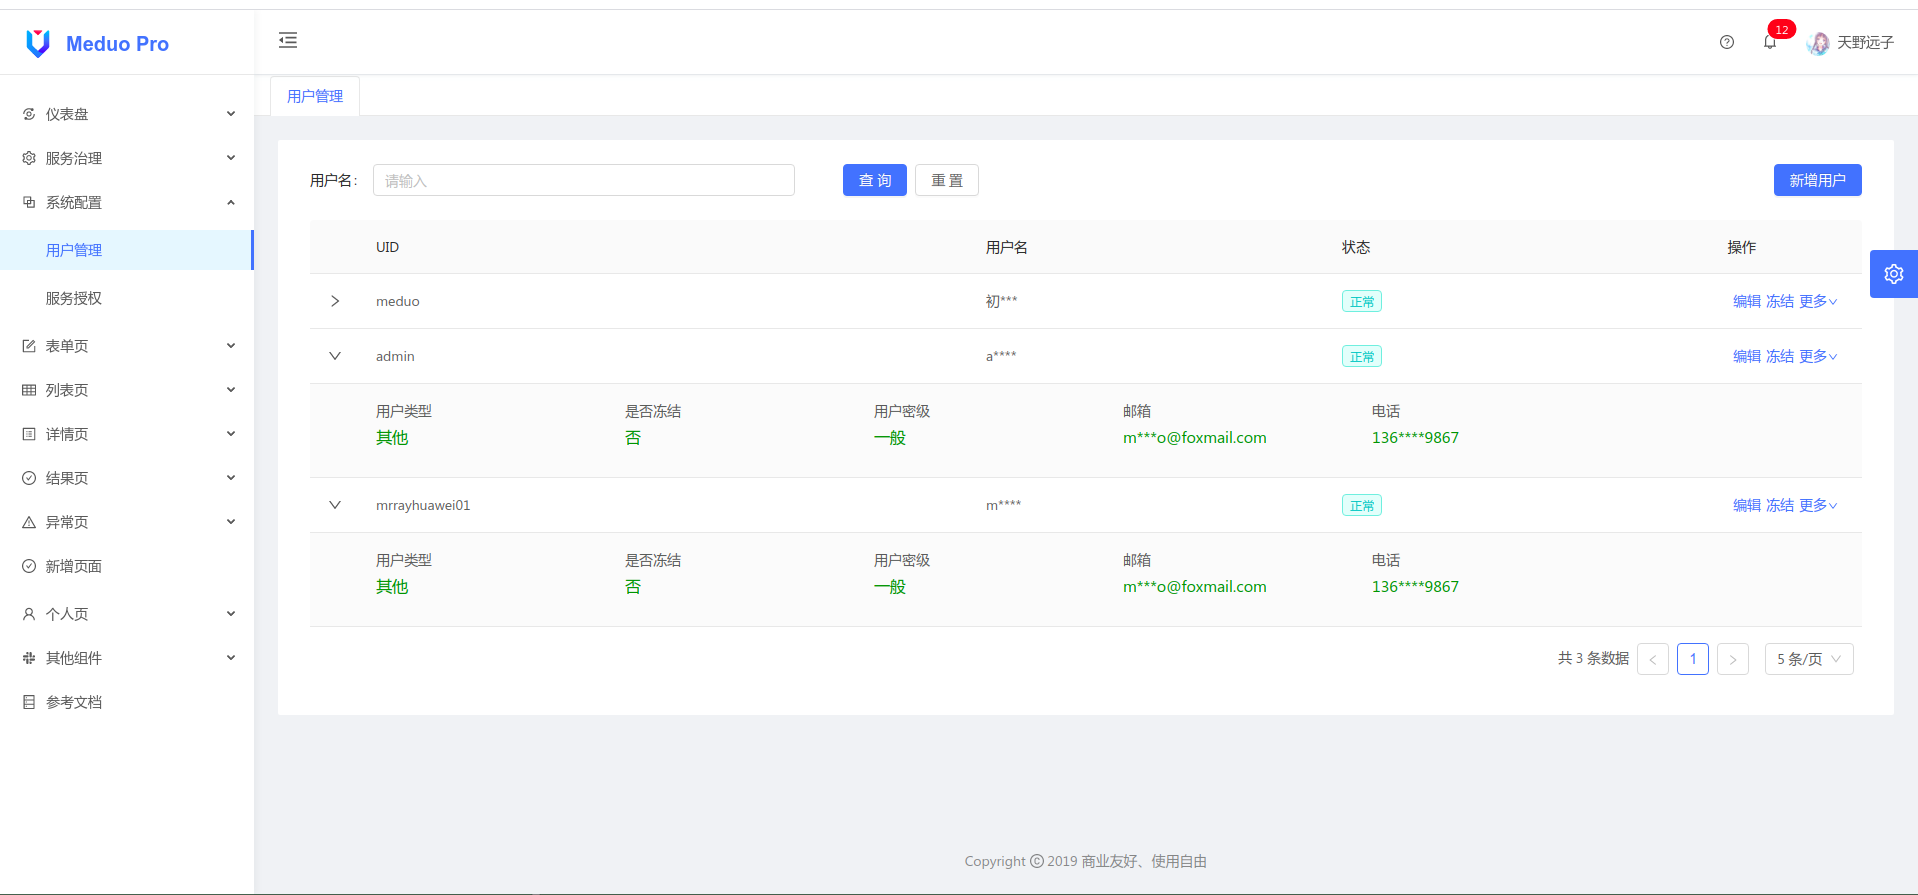 Meduo Pro
12
天野远子
仪表盘
服务治理
系统配置
用户管理
服务授权
表单页
列表页
详情页
结果页
异常页
新增页面
个人页
其他组件
参考文档
用户管理
用户名: 请输入 查 询 重 置 新增用户
UID 用户名 状态 操作
meduo 初*** 正常 编辑 冻结 更多
admin a**** 正常 编辑 冻结 更多
用户类型 是否冻结 用户密级 邮箱 电话
其他 否 一般 m***o@foxmail.com 136****9867
mrrayhuawei01 m**** 正常 编辑 冻结 更多
用户类型 是否冻结 用户密级 邮箱 电话
其他 否 一般 m***o@foxmail.com 136****9867
共 3 条数据 < 1 > 5 条/页
Copyright © 2019 商业友好、使用自由